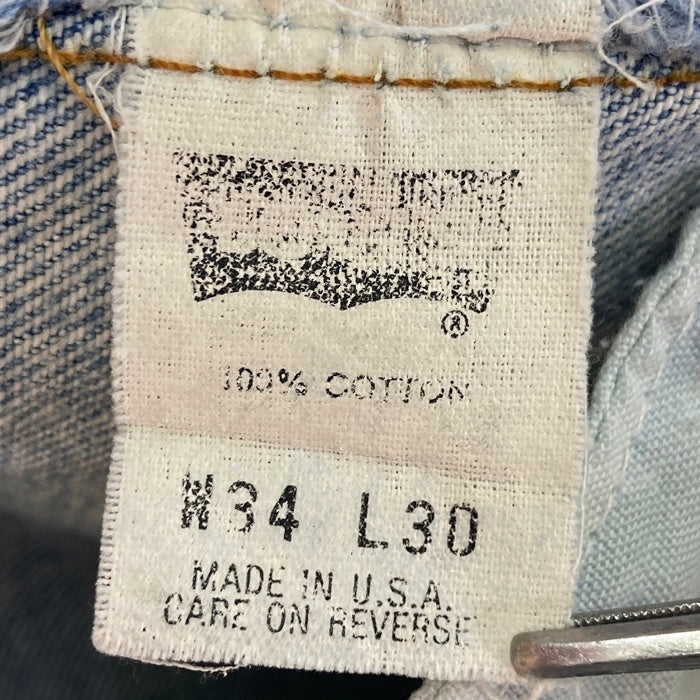 ®
100% COTTON
W34 L30
MADE IN U.S.A.
CARE ON REVERSE